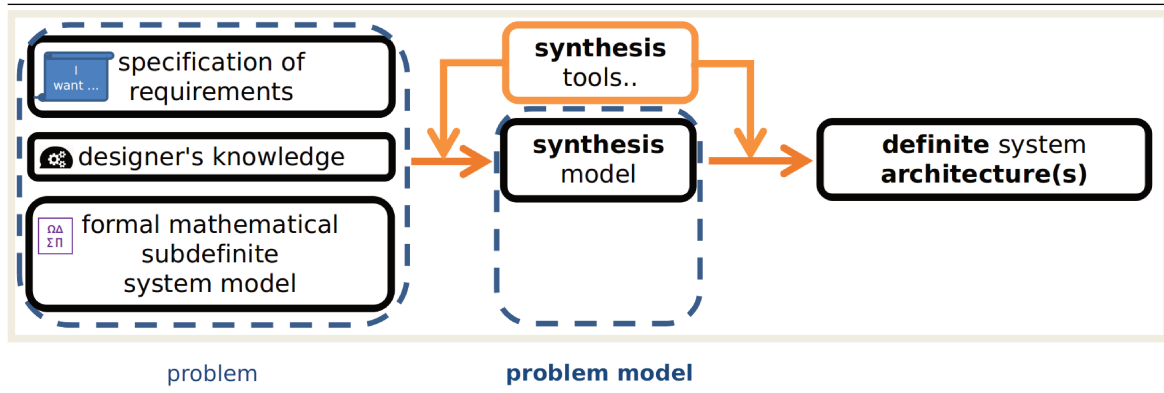 I
want ...
specification of
requirements
designer's knowledge
ΩΔ
ΣΠ
formal mathematical
subdefinite
system model
synthesis
tools..
synthesis
model
definite system
architecture(s)
problem
problem model